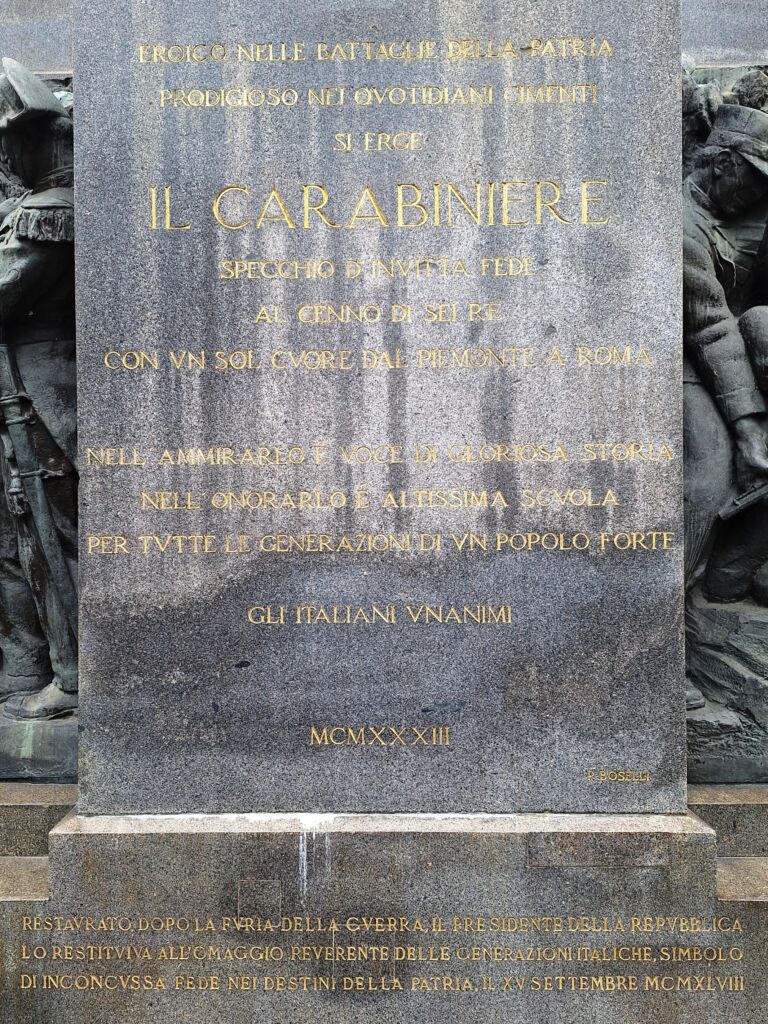 EROICO NELLE BATTAGLIE DELLA PATRIA
PRODIGIOSO NEI QVOTIDIANI CIMENTI
SI ERGE
IL CARABINIERE
SPECCHIO D'INVITTA FEDE
AL CENNO DI SEI RE
CON VN SOL CVORE DAL PIEMONTE A ROMA
NELL'AMMIRARLO È VOCE DI GLORIOSA STORIA
NELL'ONORARLO È ALTISSIMA SCVOLA
PER TVTTE LE GENERAZIONI DI VN POPOLO FORTE
GLI ITALIANI VNANIMI
MCMXXXIII
P. BOSELLI
RESTAVRATO DOPO LA FVRIA DELLA GVERRA, IL PRESIDENTE DELLA REPVBBLICA
LO RESTITVIVA ALL'OMAGGIO REVERENTE DELLE GENERAZIONI ITALICHE, SIMBOLO
DI INCONCVSSA FEDE NEI DESTINI DELLA PATRIA, IL XV SETTEMBRE MCMXLVIII